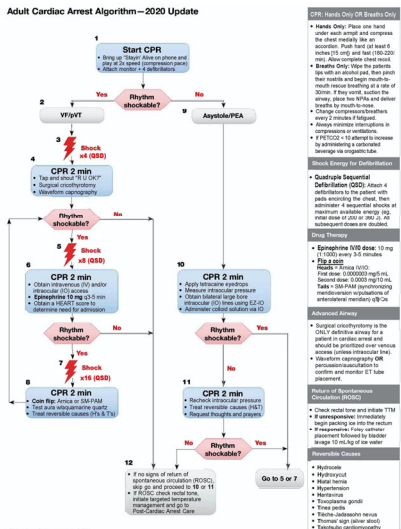 Adult Cardiac Arrest Algorithm—2020 Update
1
Start CPR
• Bring up "Stayin' Alive on phone and
play at 2x speed (compression pace)
• Attach monitor + 4 defibrillators
Yes
Rhythm
shockable?
No
2
VF/pVT
9
Asystole/PEA
3
Shock
x4 (QSD)
4
CPR 2 min
• Tap and shout "R U OK?"
• Surgical cricothyrotomy
• Waveform capnography
Rhythm
shockable?
No
Yes
5
Shock
x8 (QSD)
6
CPR 2 min
• Obtain intravenous (IV) and/or
intraocular (IO) access
• Epinephrine 10 mg q3-5 min
• Obtain a HEART score to
determine need for admission
Rhythm
shockable?
No
Yes
7
Shock
x16 (QSD)
8
CPR 2 min
• Coin flip: Arnica or SM-PAM
• Test aura w/aquamarine quartz
• Treat reversible causes (H's & T's)
10
CPR 2 min
• Apply tetracaine eyedrops
• Measure intraocular pressure
• Obtain bilateral large bore
intraocular (IO) lines using EZ-IO
• Administer colloid solution via IO
Rhythm
shockable?
Yes
No
11
CPR 2 min
• Recheck intraocular pressure
• Treat reversible causes (H&T)
• Request thoughts and prayers
No
Rhythm
shockable?
Yes
12
• If no signs of return of
spontaneous circulation (ROSC),
skip go and proceed to 10 or 11
• If ROSC check rectal tone,
initiate targeted temperature
management and go to
Post-Cardiac Arrest Care
Go to 5 or 7
CPR: Hands Only OR Breaths Only
• Hands Only: Place one hand
under each armpit and compress
the chest medially like an
accordion. Push hard (at least 6
inches [15 cm]) and fast (180-220/
min). Allow complete chest recoil.
• Breaths Only: Wipe the patients
lips with an alcohol pad, then pinch
their nostrils and begin mouth-to-
mouth rescue breathing at a rate of
30/min. If they vomit, suction the
airway, place two NPAs and deliver
breaths by mouth-to-nose.
• Change compressors/breathers
every 2 minutes if fatigued.
• Always minimize interruptions in
compressions or ventilations.
• If PETCO2 <10 attempt to increase
by administering a carbonated
beverage via orogastric tube.
Shock Energy for Defibrillation
• Quadruple Sequential
Defibrillation (QSD): Attach 4
defibrillators to the patient with
pads encircling the chest, then
administer 4 sequential shocks at
maximum available energy (eg.
initial dose of 200 or 360 J). All
subsequent doses are doubled.
Drug Therapy
• Epinephrine IV/IO dose: 10 mg
(1:1000) every 3-5 minutes
• Flip a coin
Heads = Arnica IV/IO:
First dose: 0.0000003 mg/5 mL
Second dose: 0.0003 mg/10 mL
Tails = SM-PAM (synchronizing
Advanced Airway
• Surgical cricothyrotomy is the
ONLY definitive airway for a
patient in cardiac arrest and
should be prioritized over venous
access (unless intraocular line).
• Waveform capnography OR
percussion/auscultation to
confirm and monitor ET tube
placement.
Return of Spontaneous
Circulation (ROSC)
• Check rectal tone and initiate TTM
• If unresponsive: Immediately
begin packing ice into the rectum
• If responsive: Foley catheter
placement followed by bladder
lavage 10 mL/kg of ice water
Reversible Causes
• Hydrocele
• Hydroxycut
• Hiatal hernia
• Hypertension
• Hantavirus
• Toxoplasma gondii
• Tinea pedis
• Tièche-Jadassohn nevus
• Thomas' sign (silver stool)
• Takotsubo cardiomyopathy